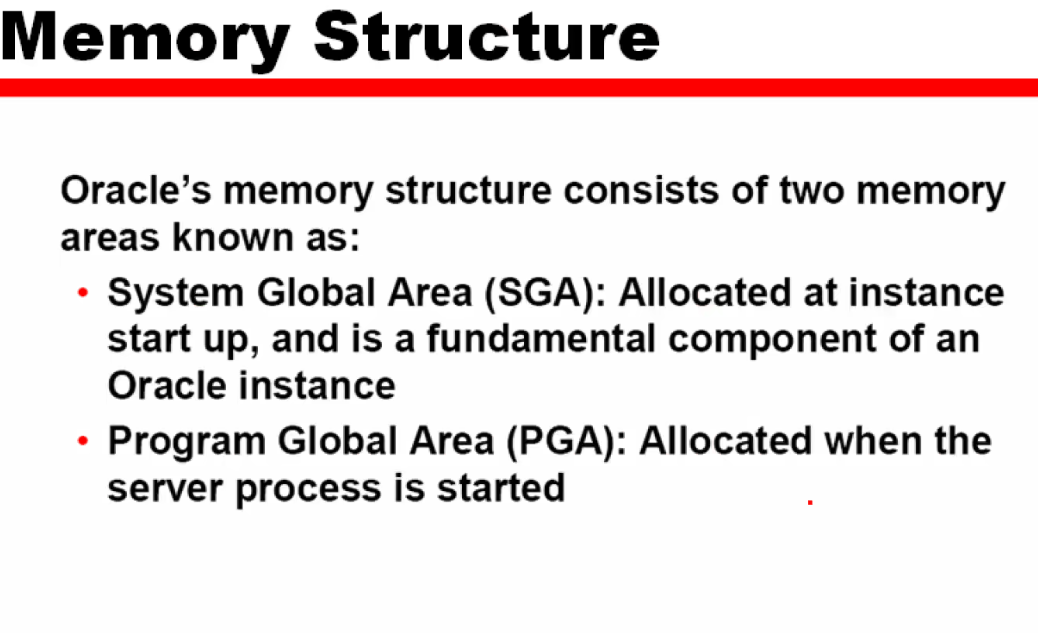 Memory Structure
Oracle’s memory structure consists of two memory
areas known as:
• System Global Area (SGA): Allocated at instance
start up, and is a fundamental component of an
Oracle instance
• Program Global Area (PGA): Allocated when the
server process is started